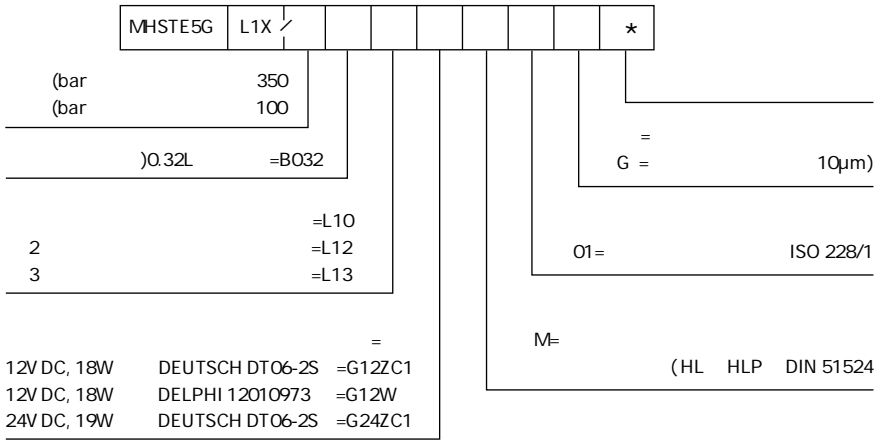 MHSTE5G L1X / *
(bar 350
(bar 100
)0.32L =B032
=L10
2 =L12
3 =L13
=
12V DC, 18W DEUTSCH DT06-2S =G12ZC1
12V DC, 18W DELPHI 12010973 =G12W
24V DC, 19W DEUTSCH DT06-2S =G24ZC1
=
G = 10µm)
01= ISO 228/1
M=
(HL HLP DIN 51524